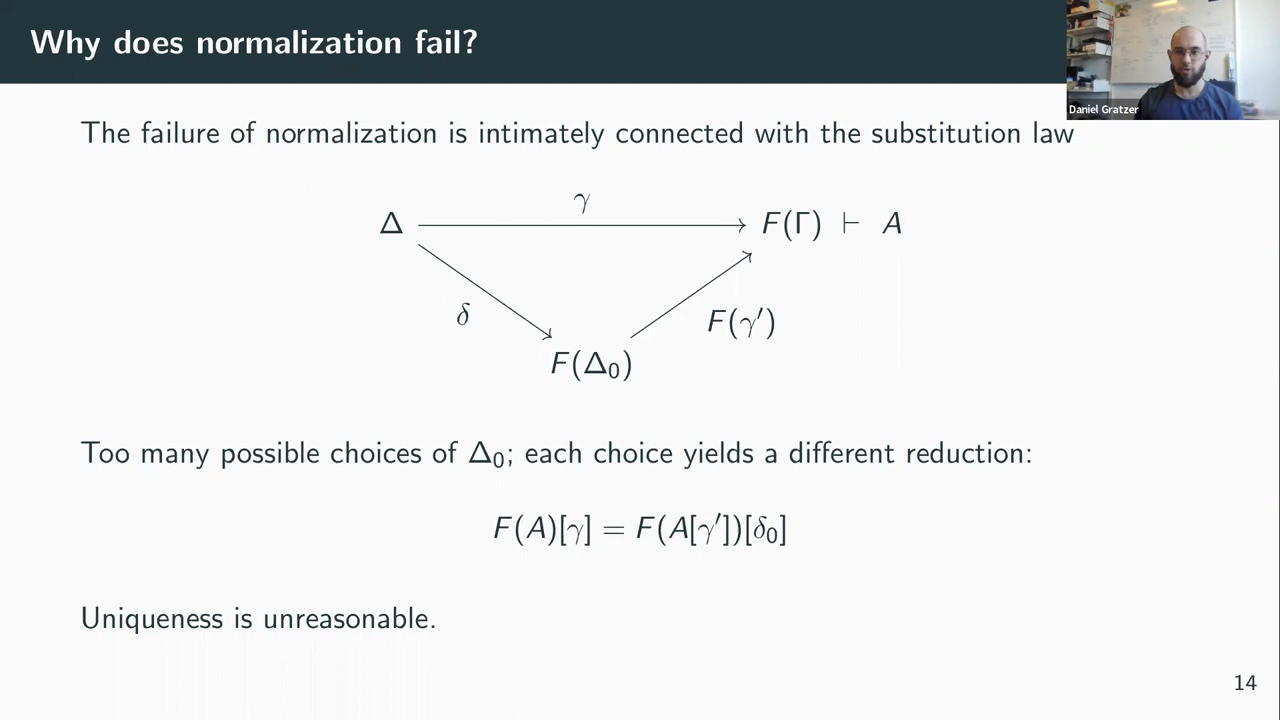 Why does normalization fail?
Daniel Gratzer
The failure of normalization is intimately connected with the substitution law
γ
Δ F(Γ) ⊢ A
δ F(γ′)
F(Δ₀)
Too many possible choices of Δ₀; each choice yields a different reduction:
F(A)[γ] = F(A[γ′])[δ₀]
Uniqueness is unreasonable.
14